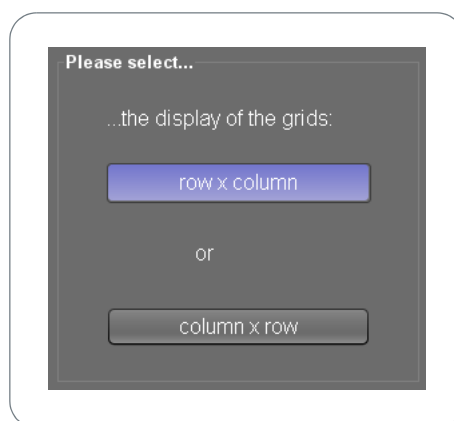 Please select...
...the display of the grids:
row x column
or
column x row